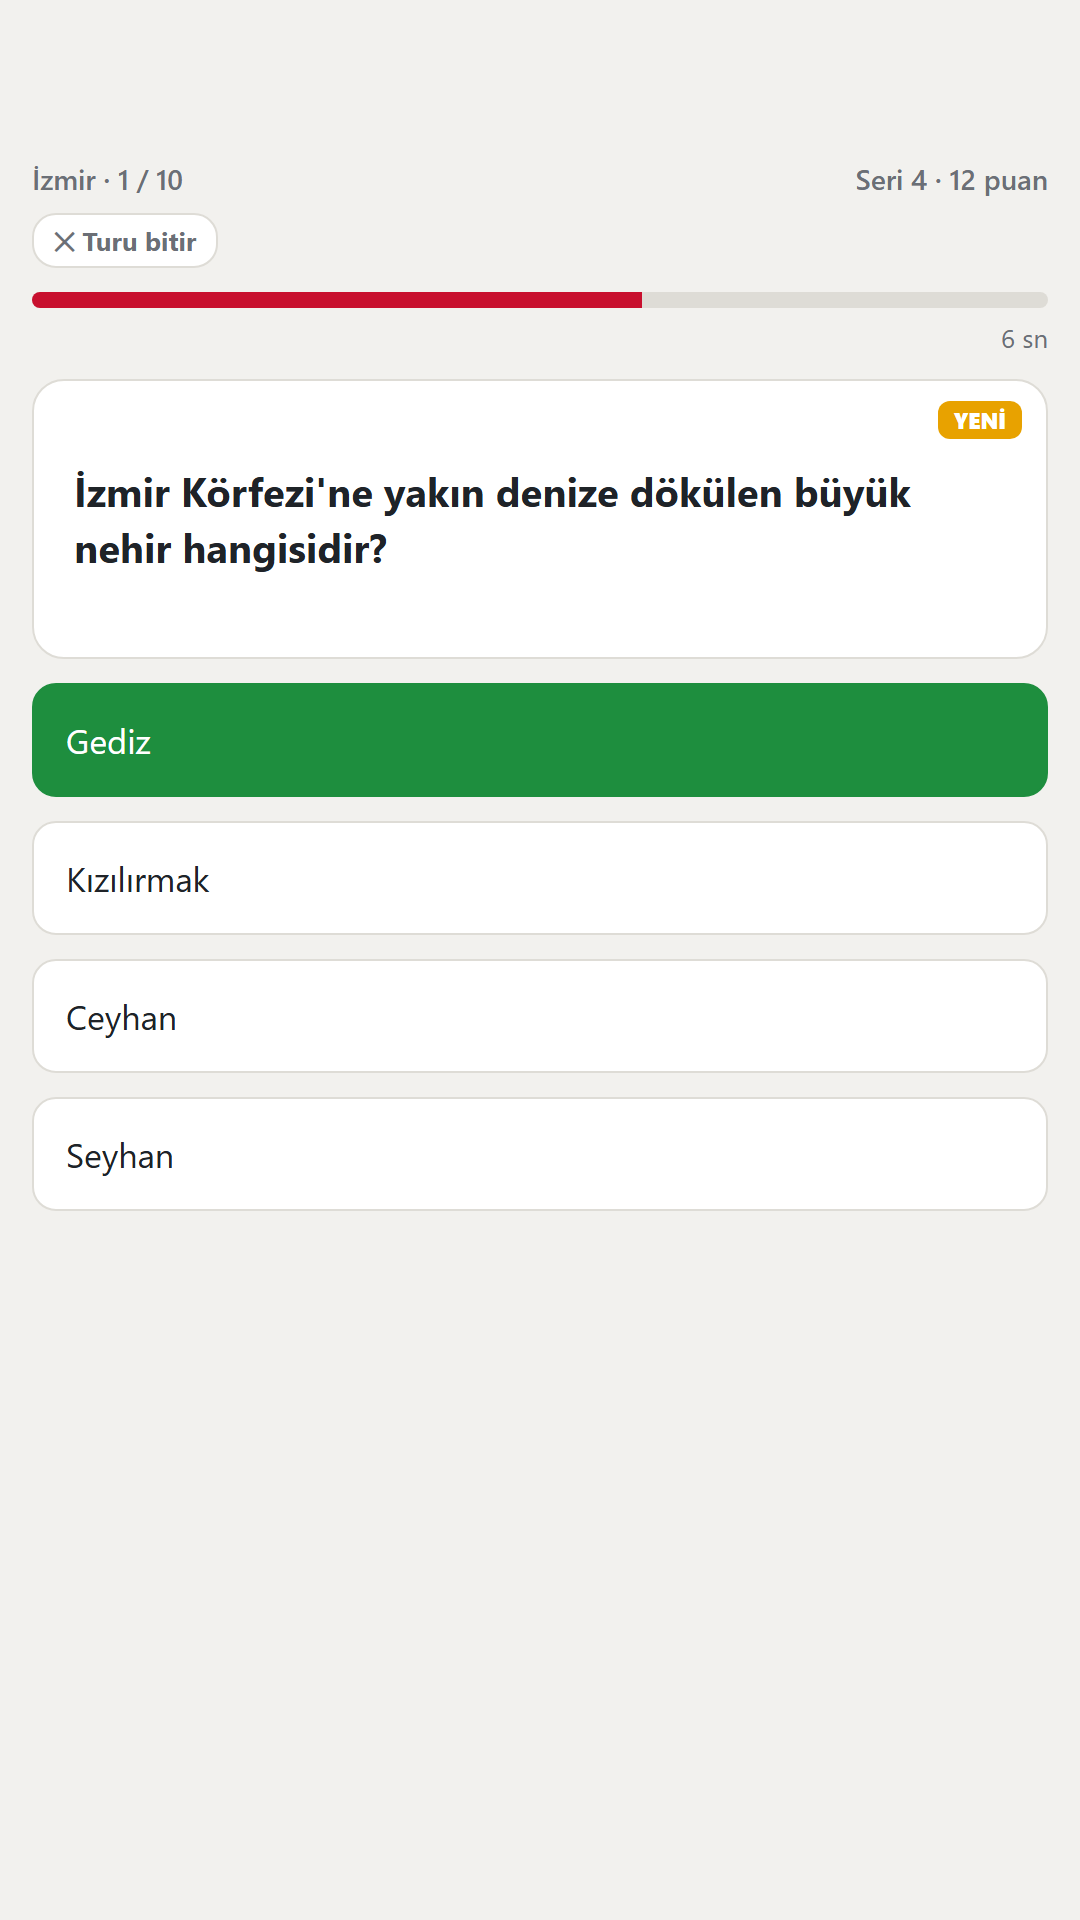 İzmir · 1 / 10
Seri 4 · 12 puan
× Turu bitir
6 sn
YENİ
İzmir Körfezi'ne yakın denize dökülen büyük
nehir hangisidir?
Gediz
Kızılırmak
Ceyhan
Seyhan